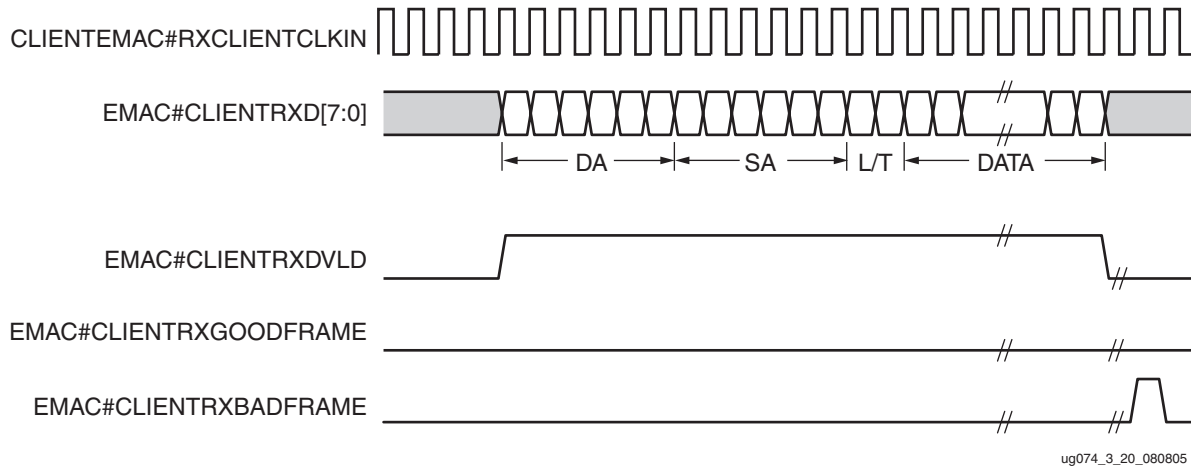 CLIENTEMAC#RXCLIENTCLKIN
EMAC#CLIENTRXD[7:0]
DA SA L/T DATA
EMAC#CLIENTRXDVLD
EMAC#CLIENTRXGOODFRAME
EMAC#CLIENTRXBADFRAME
ug074_3_20_080805